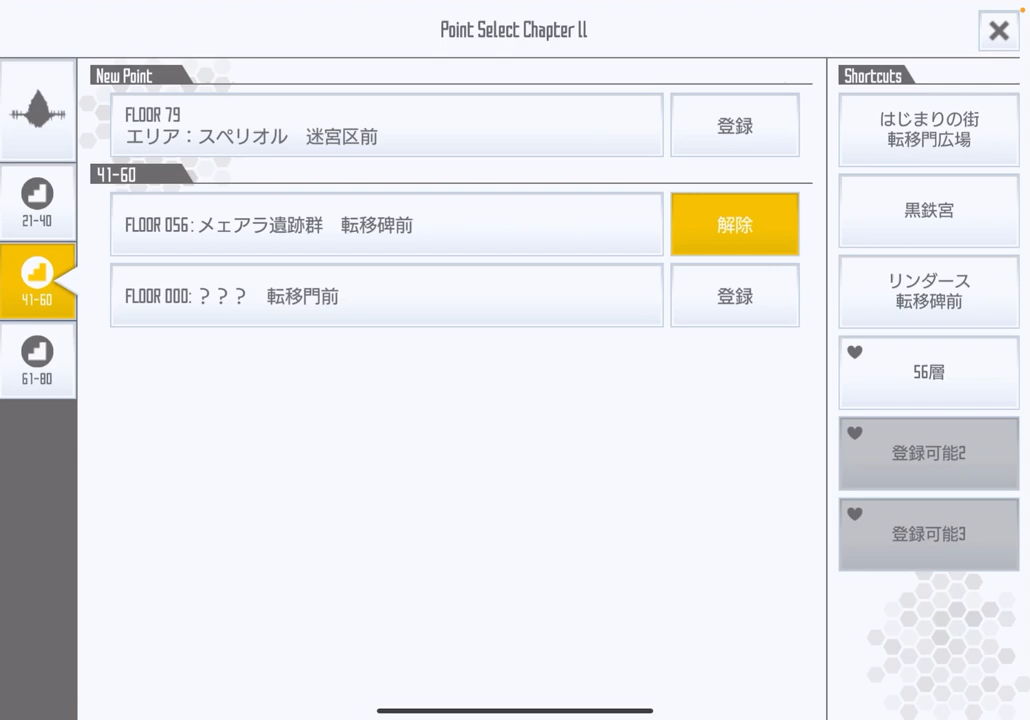 Point Select Chapter 11
New Point
FLOOR 79
エリア：スペリオル　迷宮区前
登録
21-40
41-60
61-80
41-60
FLOOR 056: メェアラ遺跡群　転移碑前
解除
FLOOR 000: ？？？　転移門前
登録
Shortcuts
はじまりの街
転移門広場
黒鉄宮
リンダース
転移碑前
56層
登録可能2
登録可能3